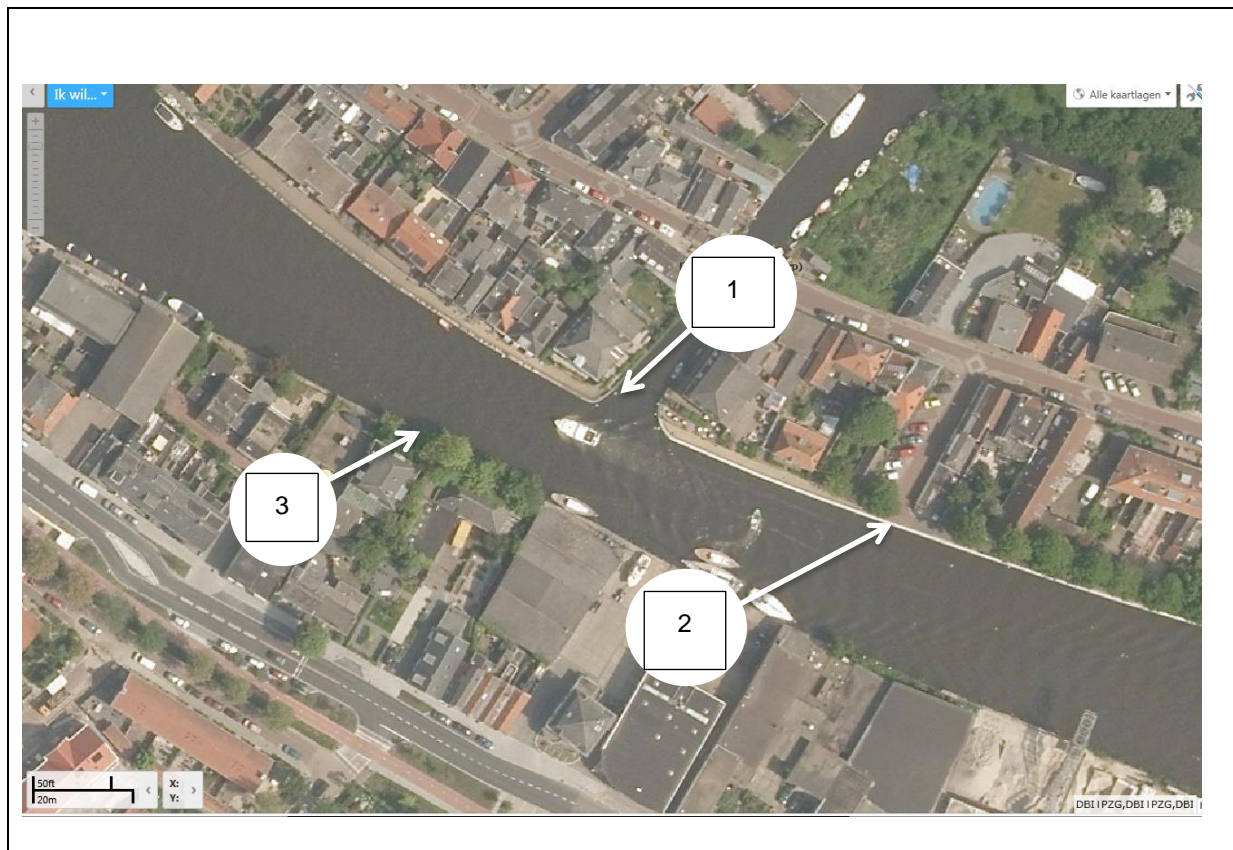 Ik wil...
Alle kaartlagen
1
p)
3
2
50ft
20m
X:
Y:
DBI | PZG,DBI | PZG,DBI